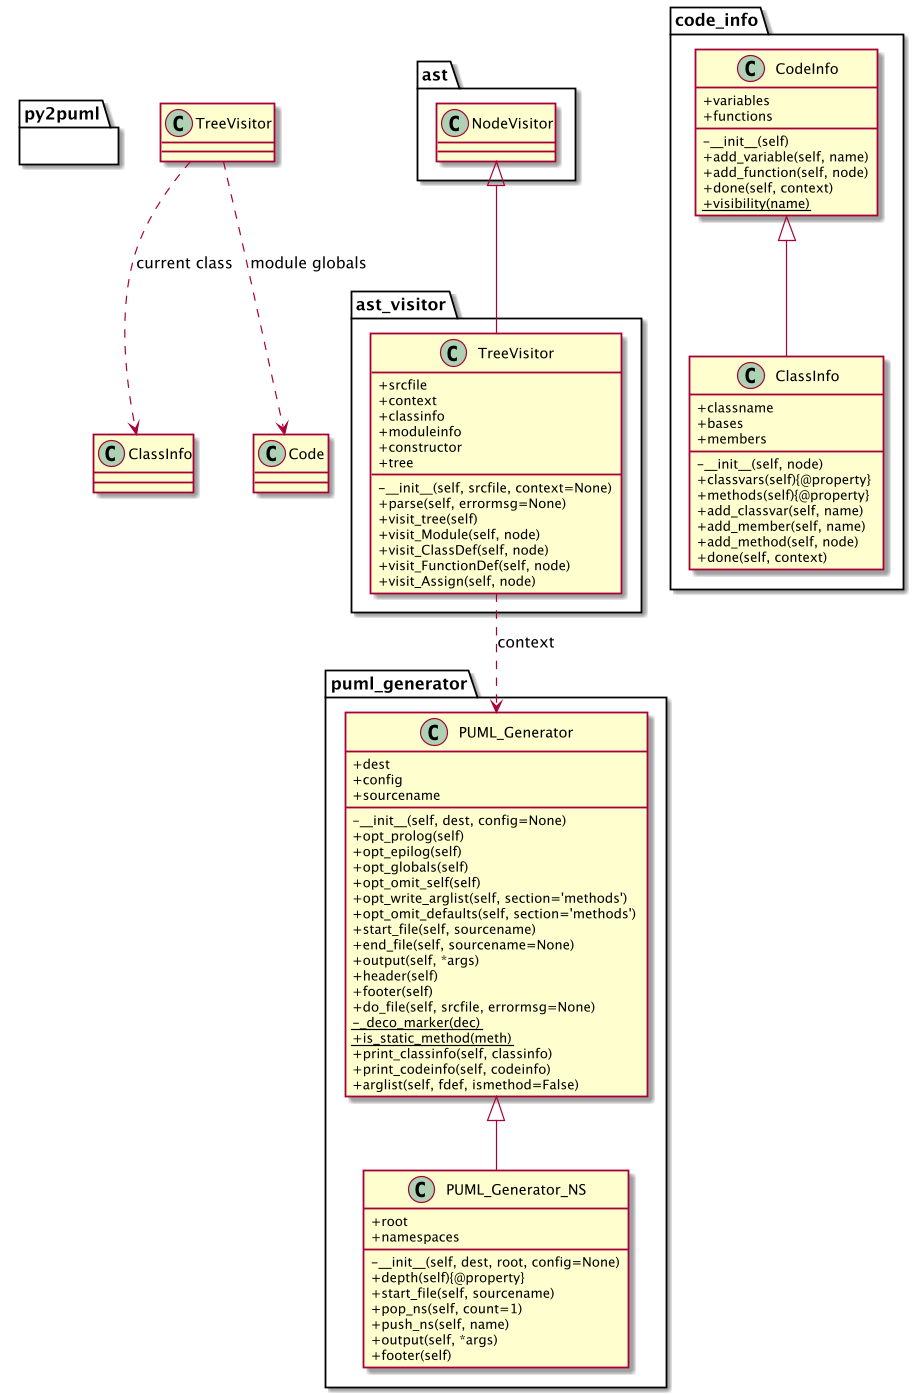 py2puml
C TreeVisitor
current class
module globals
C ClassInfo
C Code
ast
C NodeVisitor
ast_visitor
C TreeVisitor
+srcfile
+context
+classinfo
+moduleinfo
+constructor
+tree
−__init__(self, srcfile, context=None)
+parse(self, errormsg=None)
+visit_tree(self)
+visit_Module(self, node)
+visit_ClassDef(self, node)
+visit_FunctionDef(self, node)
+visit_Assign(self, node)
context
code_info
C CodeInfo
+variables
+functions
−__init__(self)
+add_variable(self, name)
+add_function(self, node)
+done(self, context)
+visibility(name)
C ClassInfo
+classname
+bases
+members
−__init__(self, node)
+classvars(self){@property}
+methods(self){@property}
+add_classvar(self, name)
+add_member(self, name)
+add_method(self, node)
+done(self, context)
puml_generator
C PUML_Generator
+dest
+config
+sourcename
−__init__(self, dest, config=None)
+opt_prolog(self)
+opt_epilog(self)
+opt_globals(self)
+opt_omit_self(self)
+opt_write_arglist(self, section='methods')
+opt_omit_defaults(self, section='methods')
+start_file(self, sourcename)
+end_file(self, sourcename=None)
+output(self, *args)
+header(self)
+footer(self)
+do_file(self, srcfile, errormsg=None)
−_deco_marker(dec)
+is_static_method(meth)
+print_classinfo(self, classinfo)
+print_codeinfo(self, codeinfo)
+arglist(self, fdef, ismethod=False)
C PUML_Generator_NS
+root
+namespaces
−__init__(self, dest, root, config=None)
+depth(self){@property}
+start_file(self, sourcename)
+pop_ns(self, count=1)
+push_ns(self, name)
+output(self, *args)
+footer(self)